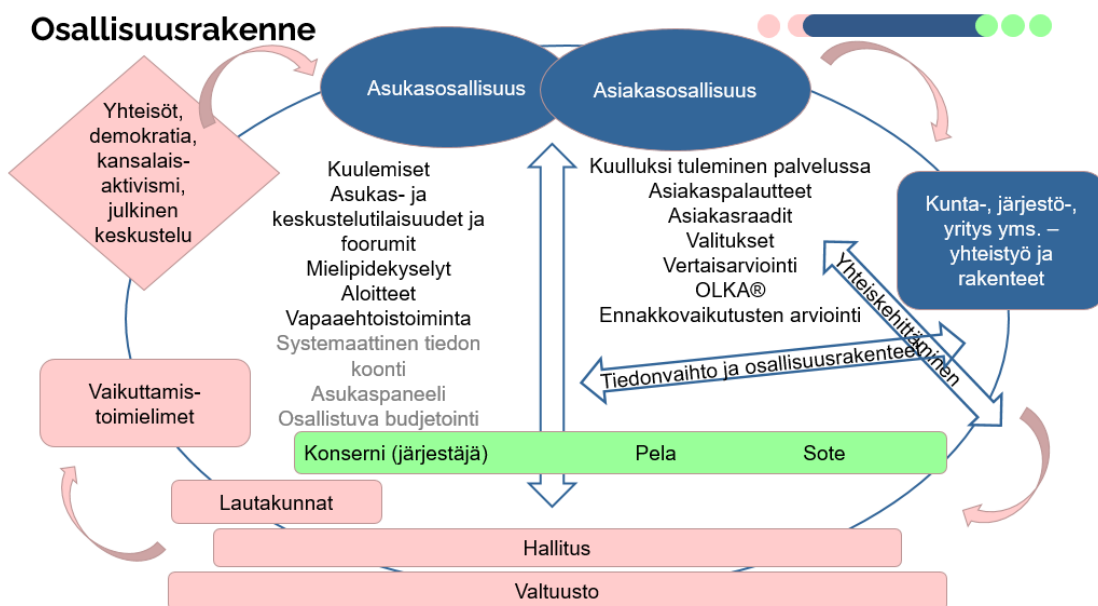 Osallisuusrakenne
Asukasosallisuus
Asiakasosallisuus
Yhteisöt,
demokratia,
kansalais-
aktivismi,
julkinen
keskustelu
Kuulemiset
Asukas- ja
keskustelutilaisuudet ja
foorumit
Mielipidekyselyt
Aloitteet
Vapaaehtoistoiminta
Systemaattinen tiedon
koonti
Asukaspaneeli
Osallistuva budjetointi
Kuulluksi tuleminen palvelussa
Asiakaspalautteet
Asiakasraadit
Valitukset
Vertaisarviointi
OLKA®
Ennakkovaikutusten arviointi
Kunta-, järjestö-,
yritys yms. –
yhteistyö ja
rakenteet
Yhteiskehittäminen
Tiedonvaihto ja osallisuusrakenteet
Vaikuttamis-
toimielimet
Konserni (järjestäjä) Pela Sote
Lautakunnat
Hallitus
Valtuusto